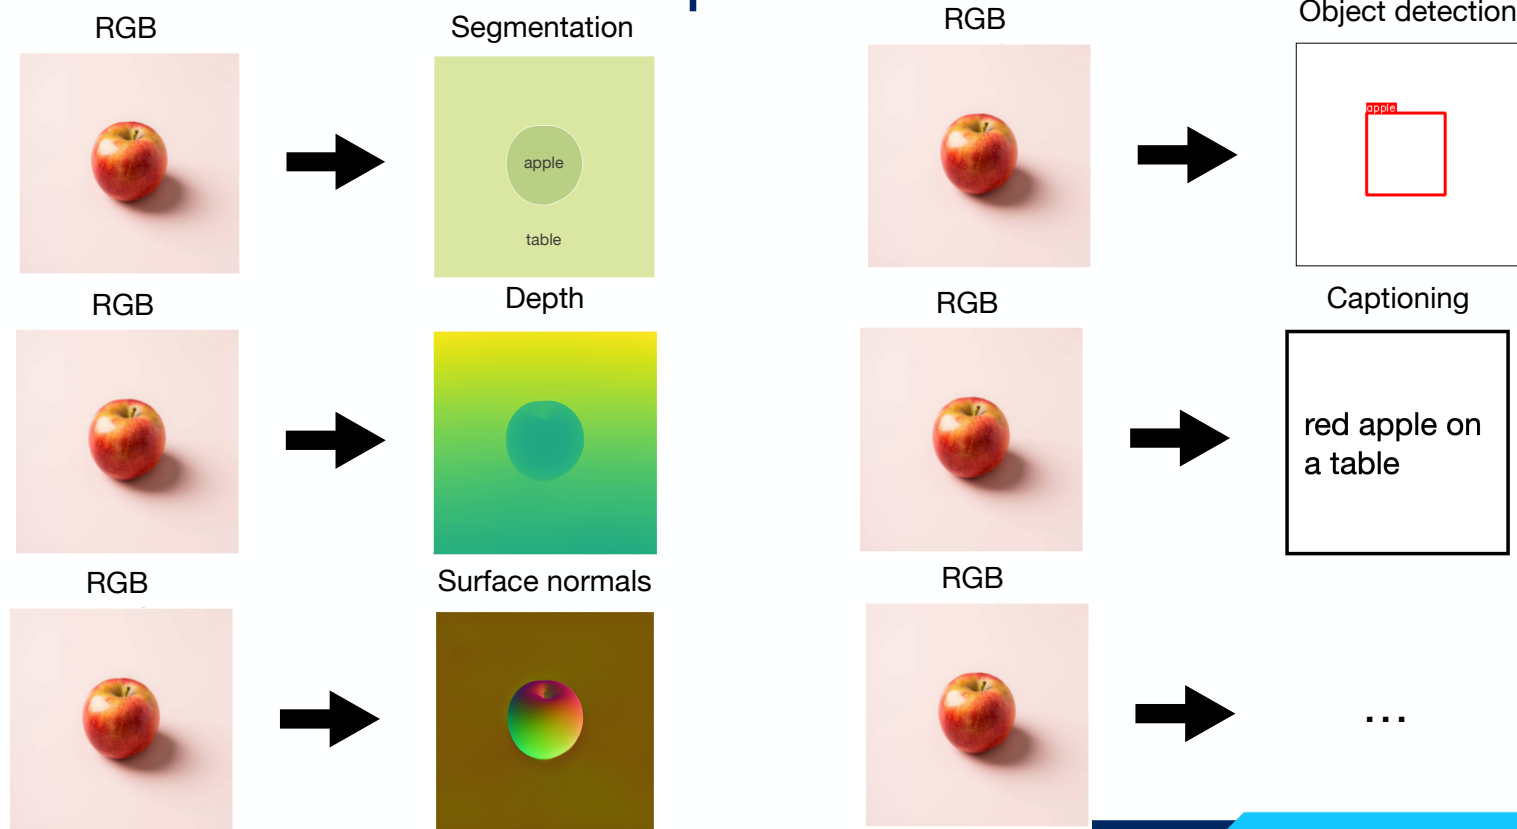 RGB
Segmentation
apple
table
RGB
Depth
RGB
Surface normals
RGB
Object detection
apple
RGB
Captioning
red apple on
a table
RGB
...